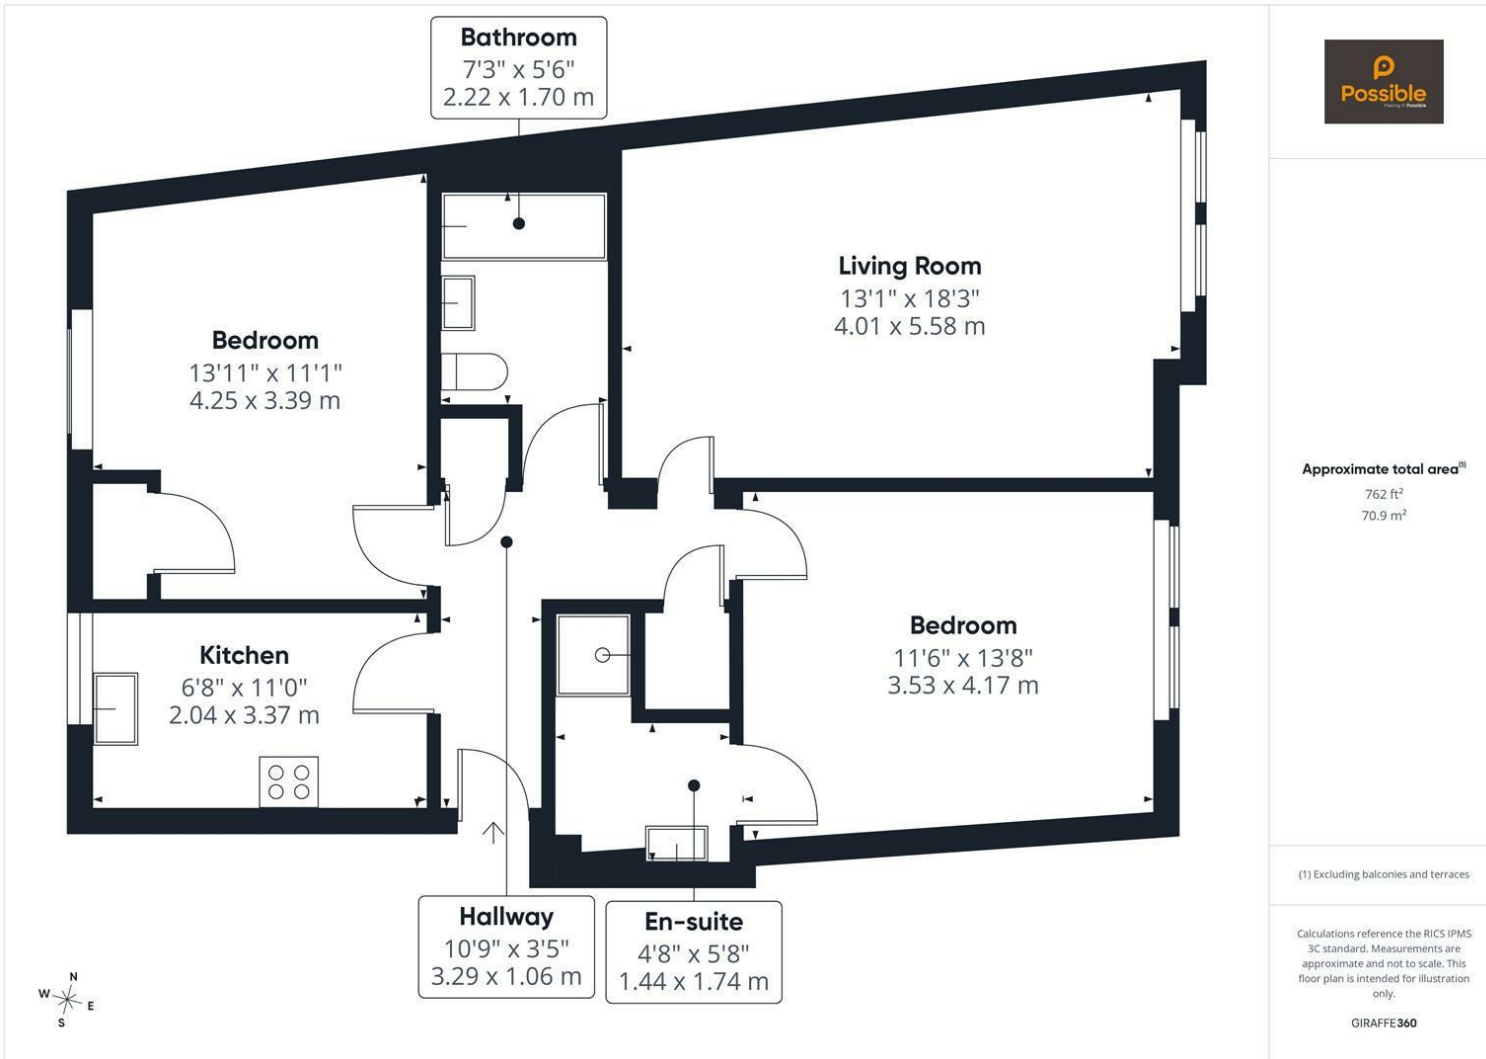 Bathroom
7'3" x 5'6"
2.22 x 1.70 m
Possible
Making it Possible
Living Room
13'1" x 18'3"
4.01 x 5.58 m
Bedroom
13'11" x 11'1"
4.25 x 3.39 m
Approximate total area(1)
762 ft²
70.9 m²
Kitchen
6'8" x 11'0"
2.04 x 3.37 m
Bedroom
11'6" x 13'8"
3.53 x 4.17 m
Hallway
10'9" x 3'5"
3.29 x 1.06 m
En-suite
4'8" x 5'8"
1.44 x 1.74 m
N
W
E
S
(1) Excluding balconies and terraces
Calculations reference the RICS IPMS
3C standard. Measurements are
approximate and not to scale. This
floor plan is intended for illustration
only.
GIRAFFE360